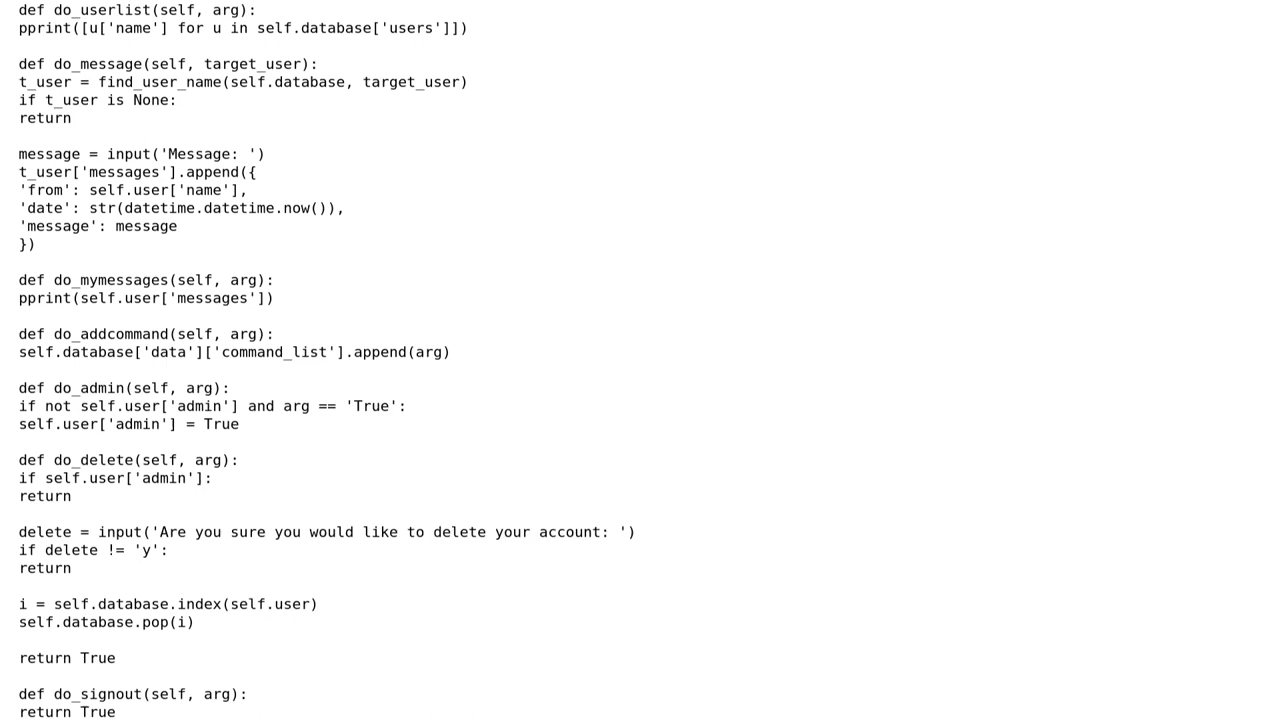 def do_userlist(self, arg):
pprint([u['name'] for u in self.database['users']])

def do_message(self, target_user):
t_user = find_user_name(self.database, target_user)
if t_user is None:
return

message = input('Message: ')
t_user['messages'].append({
'from': self.user['name'],
'date': str(datetime.datetime.now()),
'message': message
})

def do_mymessages(self, arg):
pprint(self.user['messages'])

def do_addcommand(self, arg):
self.database['data']['command_list'].append(arg)

def do_admin(self, arg):
if not self.user['admin'] and arg == 'True':
self.user['admin'] = True

def do_delete(self, arg):
if self.user['admin']:
return

delete = input('Are you sure you would like to delete your account: ')
if delete != 'y':
return

i = self.database.index(self.user)
self.database.pop(i)

return True

def do_signout(self, arg):
return True